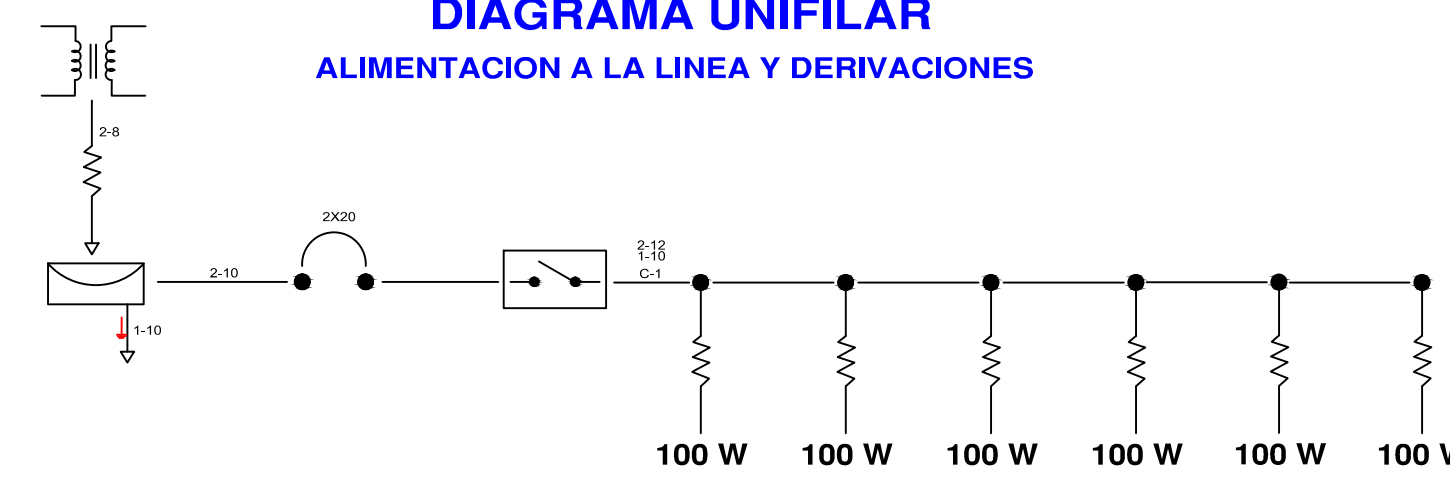 DIAGRAMA UNIFILAR
ALIMENTACION A LA LINEA Y DERIVACIONES
2-8
2X20
2-10
2-12
1-10
C-1
1-10
100 W
100 W
100 W
100 W
100 W
100 W